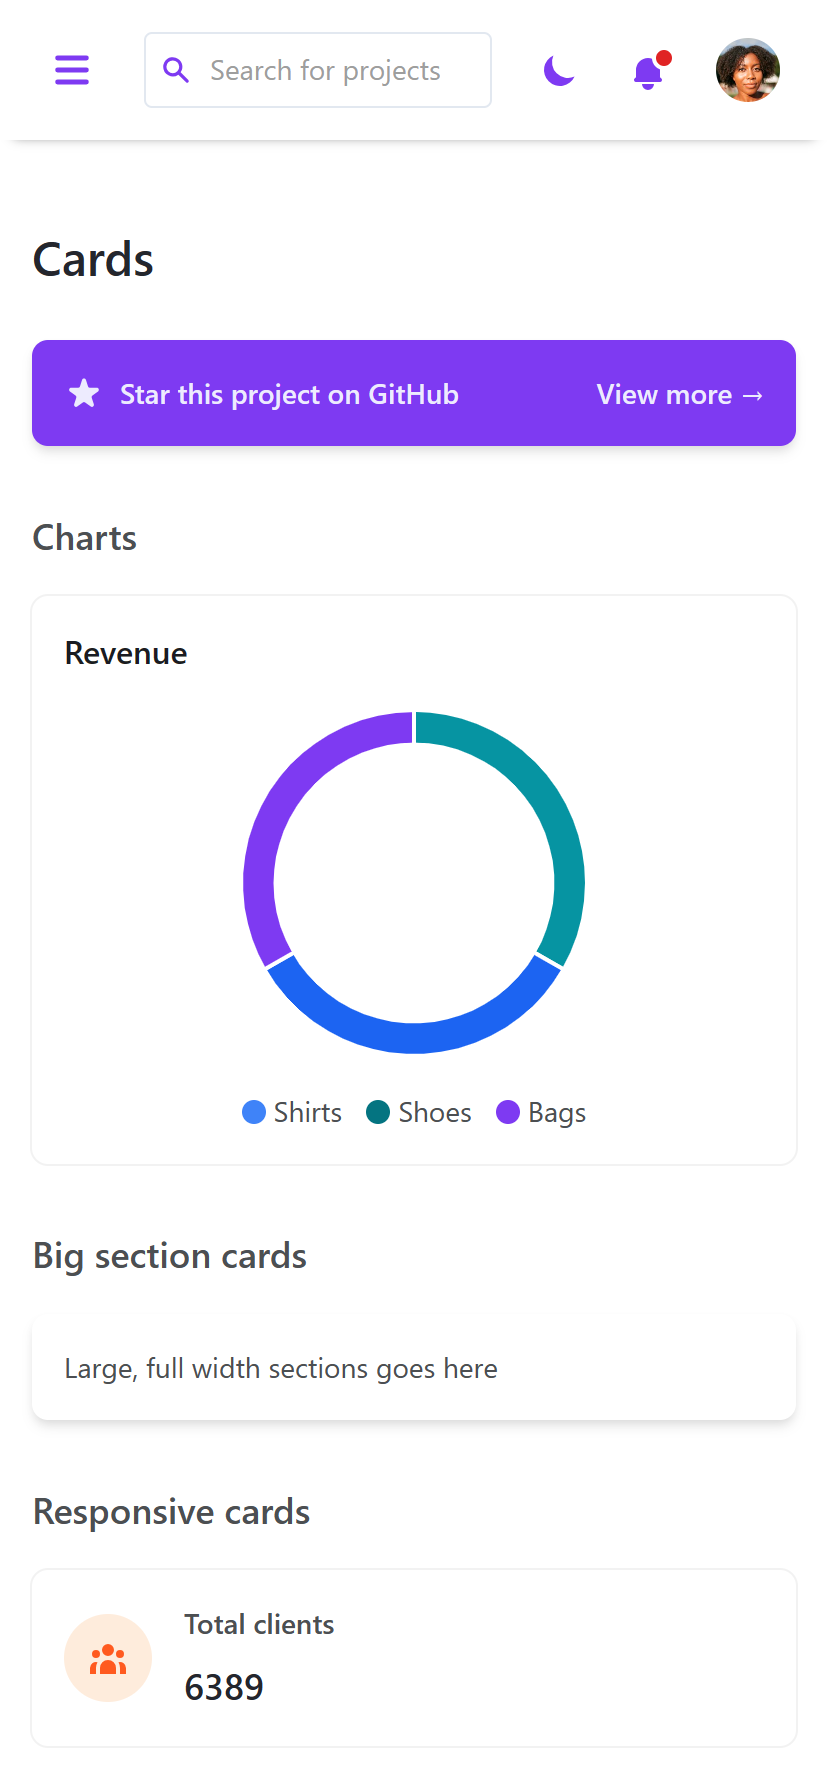 Search for projects
Cards
Star this project on GitHub
View more →
Charts
Revenue
Shirts
Shoes
Bags
Big section cards
Large, full width sections goes here
Responsive cards
Total clients
6389